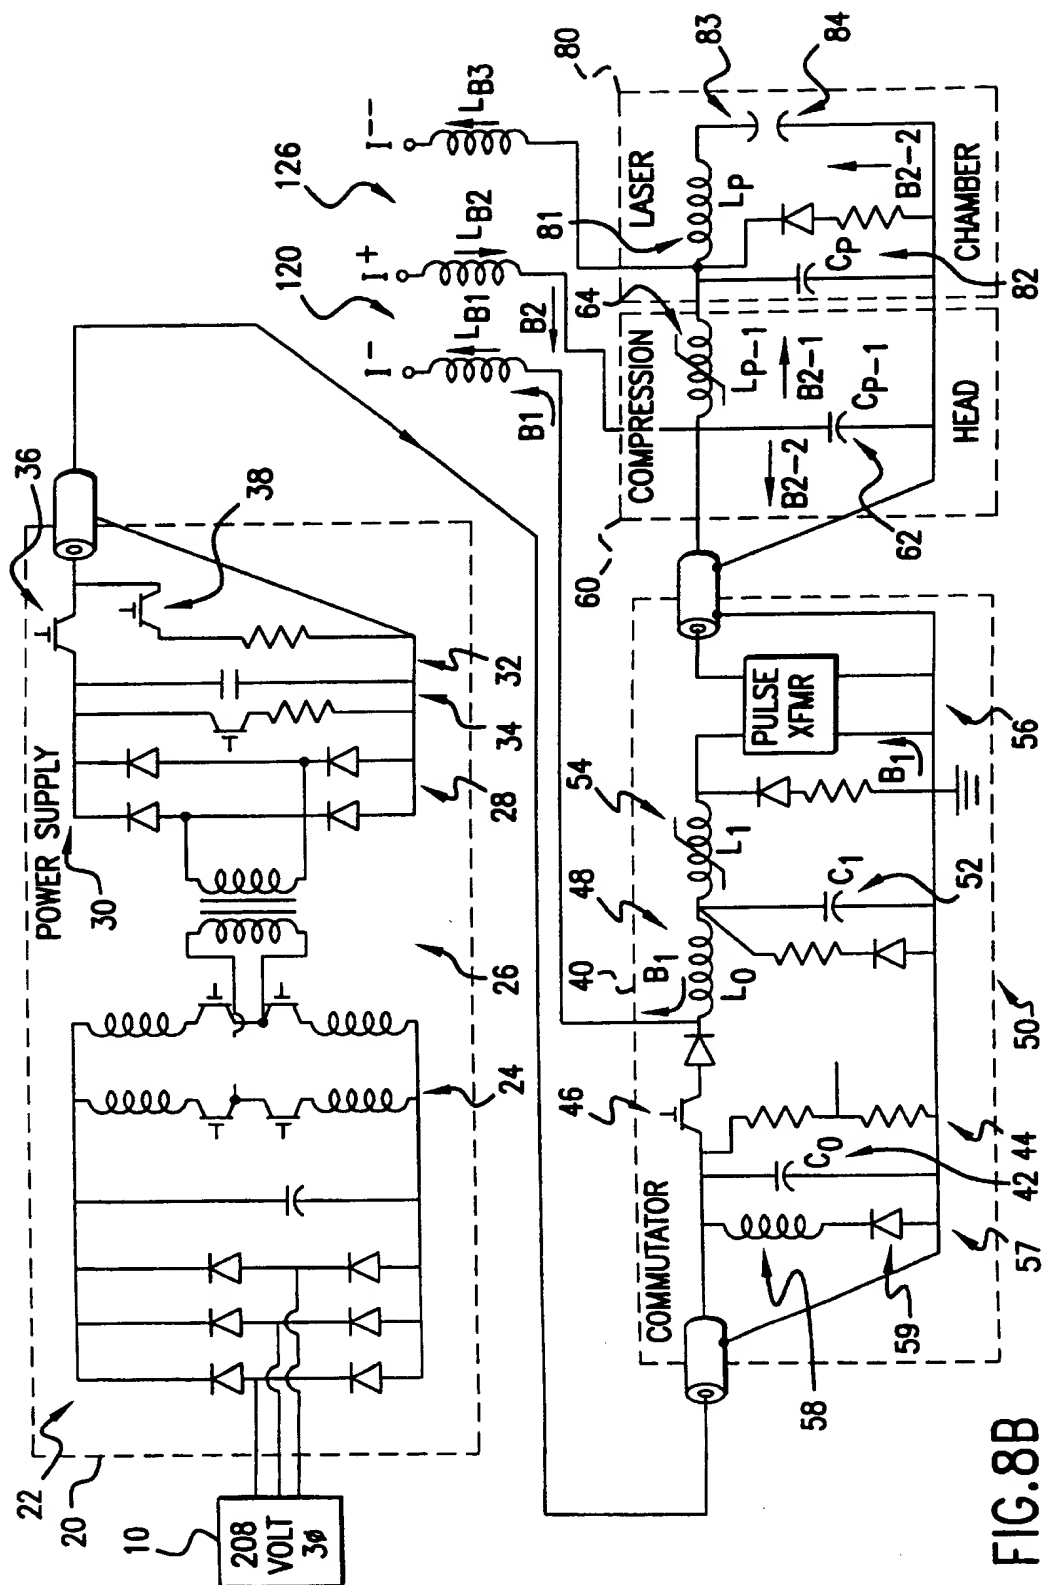 10
208
VOLT
3ø
20
22
POWER SUPPLY
24
26
28
30
32
34
36
38
120
126
I-
I+
I--
LB1
LB2
LB3
B1
B2
COMMUTATOR
40
42
44
46
48
50
52
54
56
57
58
59
C0
L0
B1
C1
L1
B1
PULSE
XFMR
60
62
64
COMPRESSION
HEAD
LP-1
CP-1
B2-1
B2-2
80
81
82
83
84
LASER
CHAMBER
LP
CP
B2-2
FIG.8B